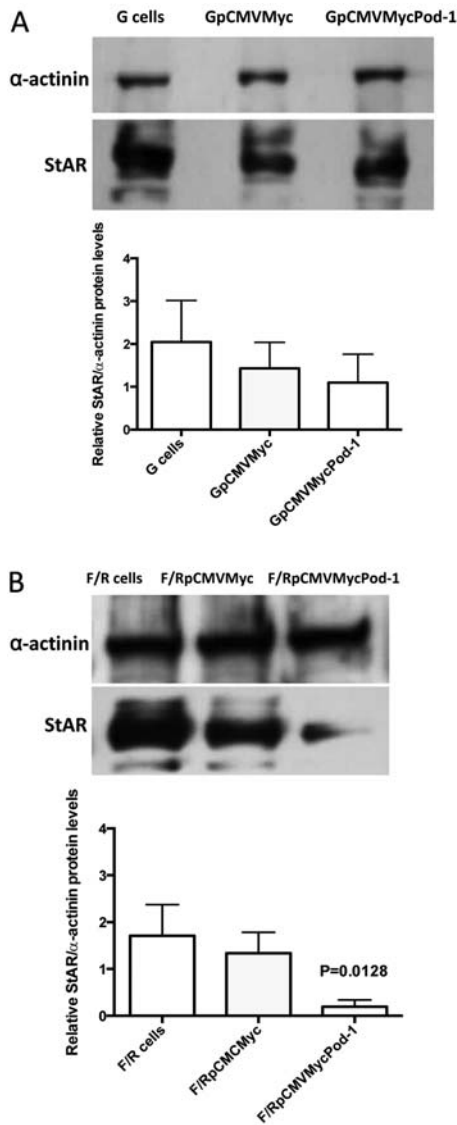 A
G cells GpCMVMyc GpCMVMycPod-1
α-actinin
StAR
Relative StAR/α-actinin protein levels
4
3
2
1
0
G cells
GpCMVMyc
GpCMVMycPod-1
B
F/R cells F/RpCMVMyc F/RpCMVMycPod-1
α-actinin
StAR
Relative StAR/α-actinin protein levels
4
3
2
1
0
P=0.0128
F/R cells
F/RpCMCMyc
F/RpCMVMycPod-1